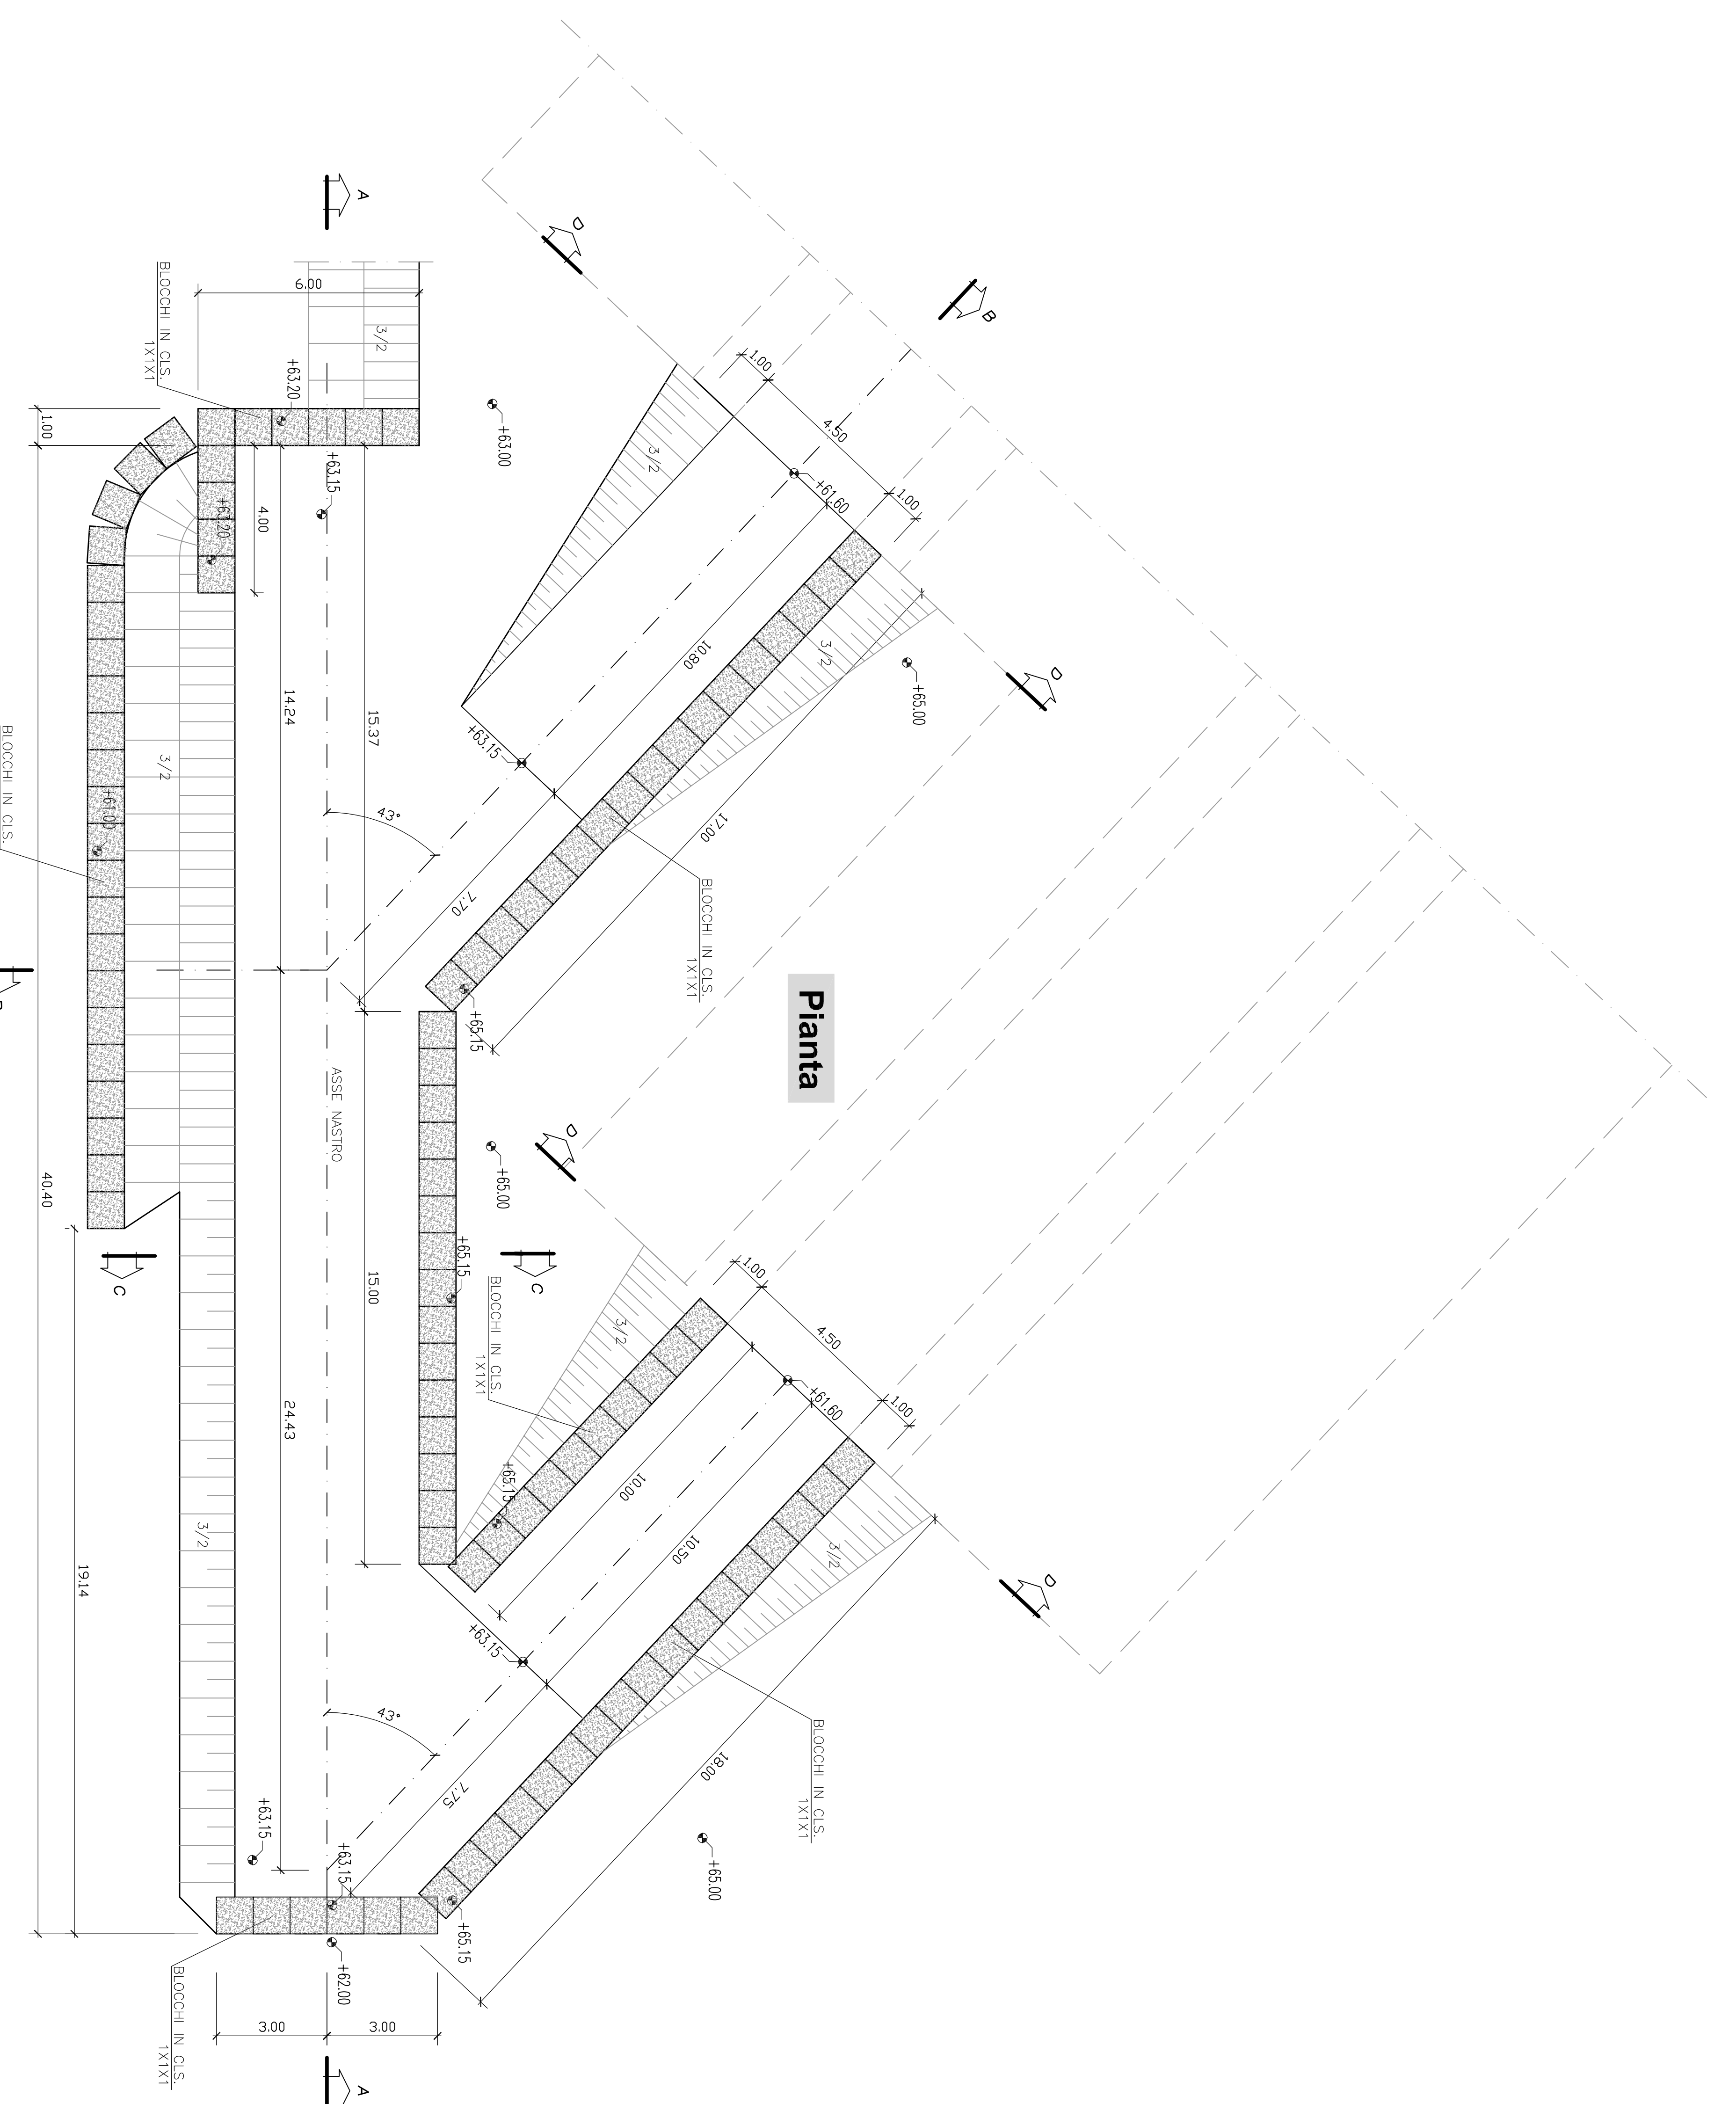 Pianta
A
A
B
D
D
D
D
C
C
BLOCCHI IN CLS.
1X1X1
BLOCCHI IN CLS.
1X1X1
BLOCCHI IN CLS.
1X1X1
BLOCCHI IN CLS.
1X1X1
BLOCCHI IN CLS.
1X1X1
BLOCCHI IN CLS.
ASSE NASTRO
6.00
3/2
+63.20
+63.15
+63.20
+63.00
1.00
4.00
14.24
15.37
3/2
3/2
1.00
4.50
1.00
+61.60
+65.00
3/2
10.80
17.00
7.70
+63.15
43°
+65.15
+61.00
40.40
19.14
+65.00
+65.15
15.00
24.43
3/2
3/2
1.00
4.50
1.00
+61.60
3/2
10.00
10.50
18.00
7.75
+65.15
+63.15
43°
+65.00
+63.15
+63.15
+65.15
+62.00
3.00
3.00